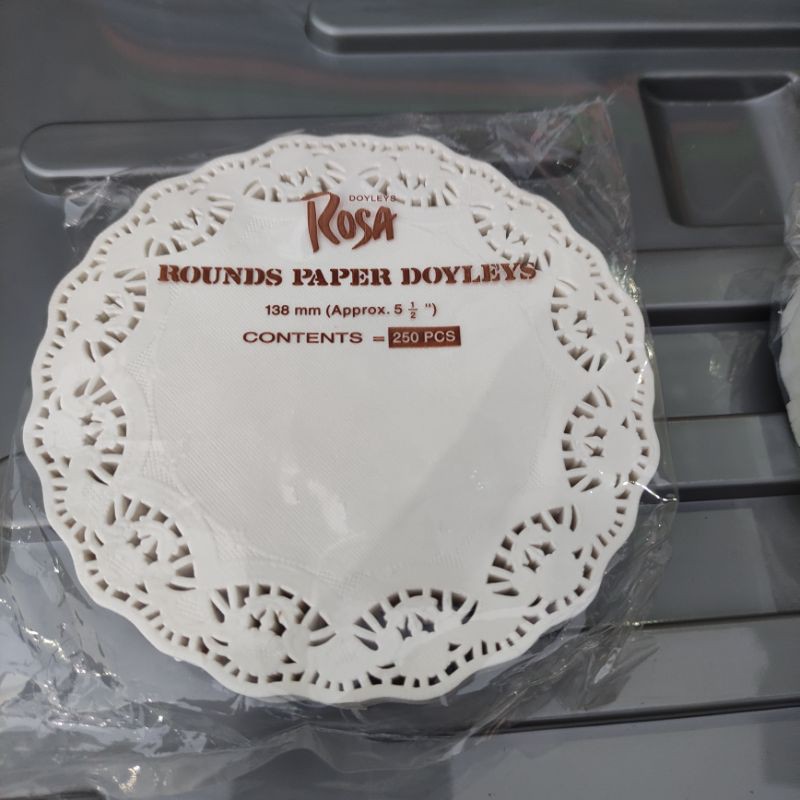 DOYLEYS
ROSA
ROUNDS PAPER DOYLEYS
138 mm (Approx. 5 1/2 ")
CONTENTS = 250 PCS